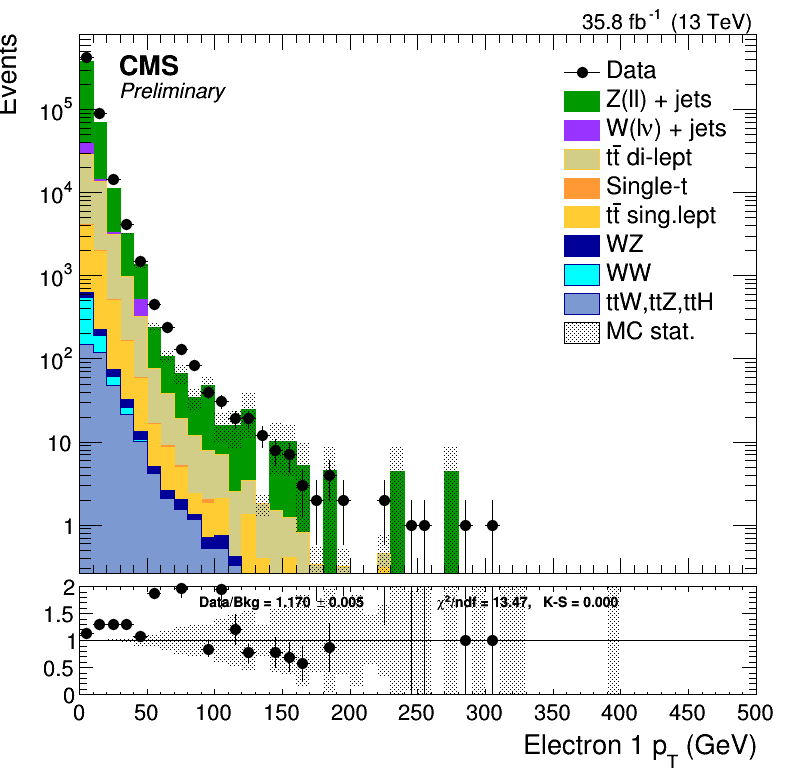 35.8 fb⁻¹ (13 TeV)
Events
CMS
Preliminary
Data
Z(ll) + jets
W(lν) + jets
tt̄ di-lept
Single-t
tt̄ sing.lept
WZ
WW
ttW,ttZ,ttH
MC stat.
10⁵
10⁴
10³
10²
10
1
Data/Bkg = 1.170 ± 0.005
χ²/ndf = 13.47, K-S = 0.000
2
1.5
1
0.5
0
0 50 100 150 200 250 300 350 400 450 500
Electron 1 p_T (GeV)